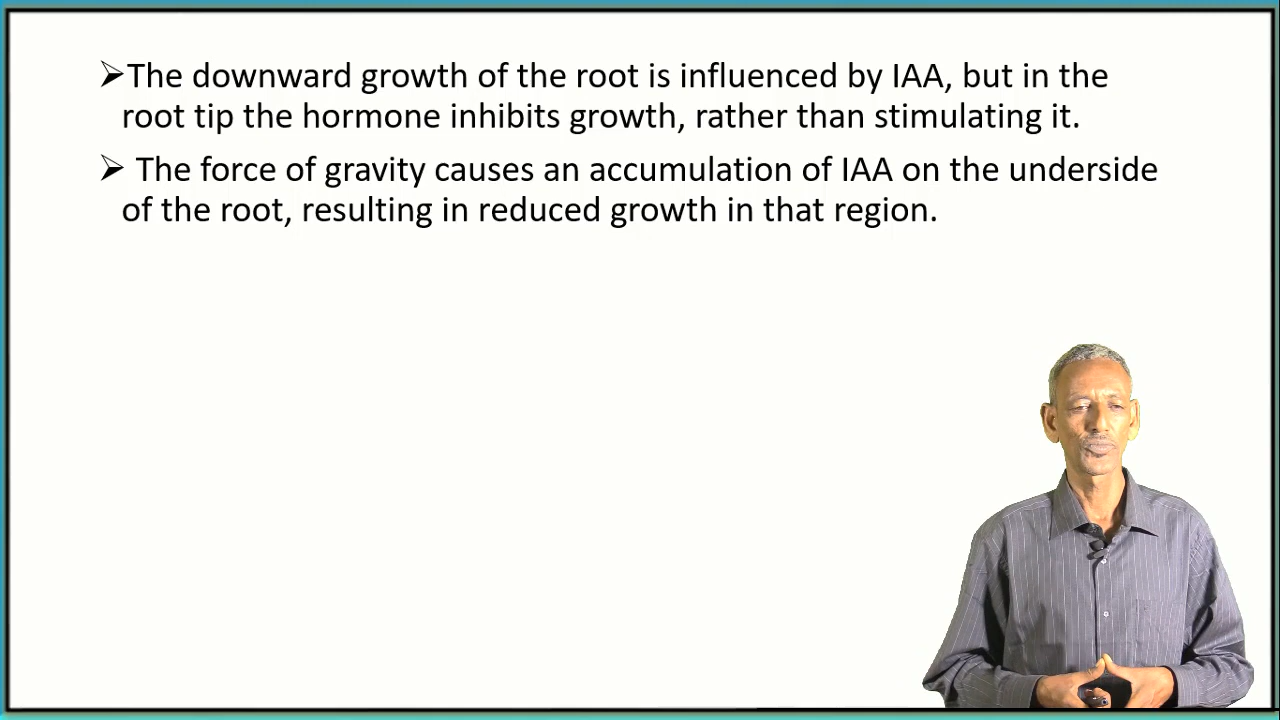 ➢The downward growth of the root is influenced by IAA, but in the
root tip the hormone inhibits growth, rather than stimulating it.
➢ The force of gravity causes an accumulation of IAA on the underside
of the root, resulting in reduced growth in that region.